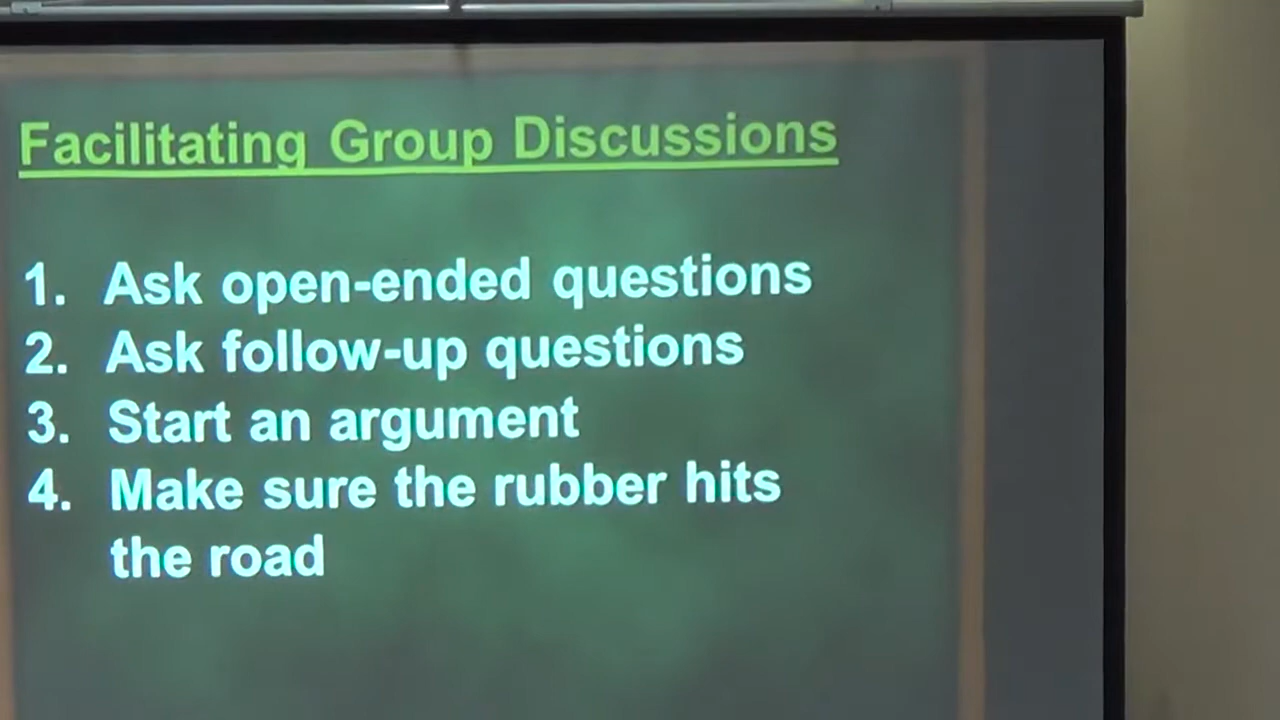 Facilitating Group Discussions
1. Ask open-ended questions
2. Ask follow-up questions
3. Start an argument
4. Make sure the rubber hits
the road